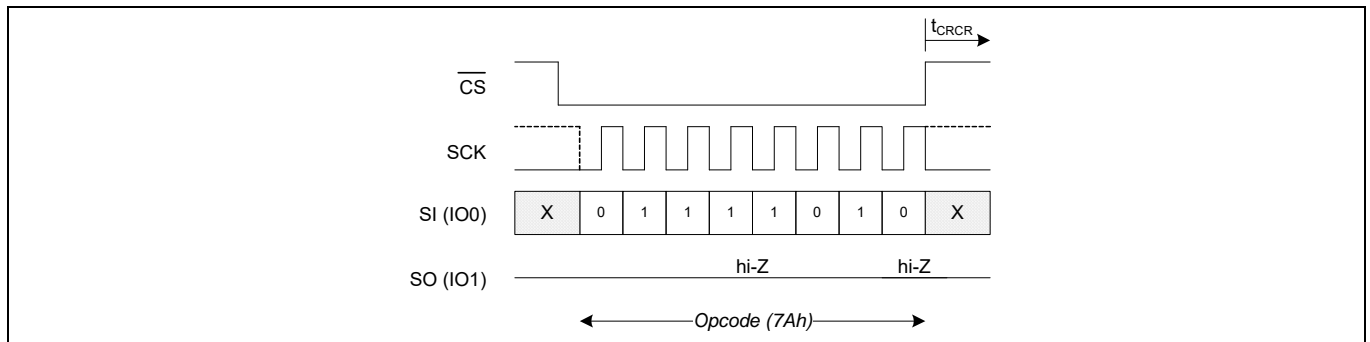 tCRCR
CS
SCK
SI (IO0) X 0 1 1 1 1 0 1 0 X
SO (IO1) hi-Z hi-Z
Opcode (7Ah)